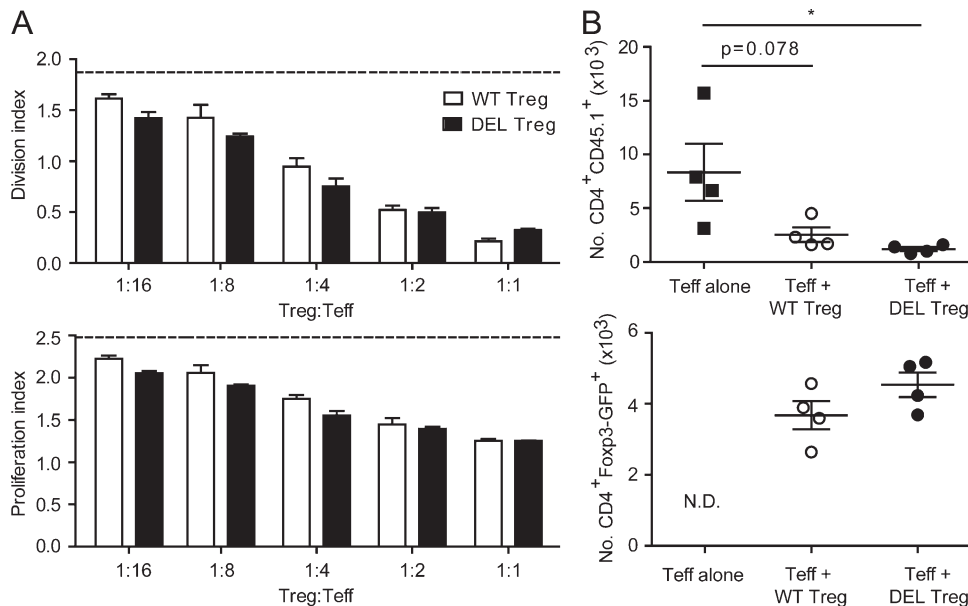 A
2.0
1.5
1.0
0.5
0.0
Division index
WT Treg
DEL Treg
1:16 1:8 1:4 1:2 1:1
Treg:Teff
2.5
2.0
1.5
1.0
0.5
0.0
Proliferation index
1:16 1:8 1:4 1:2 1:1
Treg:Teff
B
*
p=0.078
20
15
10
5
0
No. CD4⁺CD45.1⁺ (x10³)
Teff alone Teff + Teff +
WT Treg DEL Treg
6
4
2
0
No. CD4⁺Foxp3-GFP⁺ (x10³)
N.D.
Teff alone Teff + Teff +
WT Treg DEL Treg